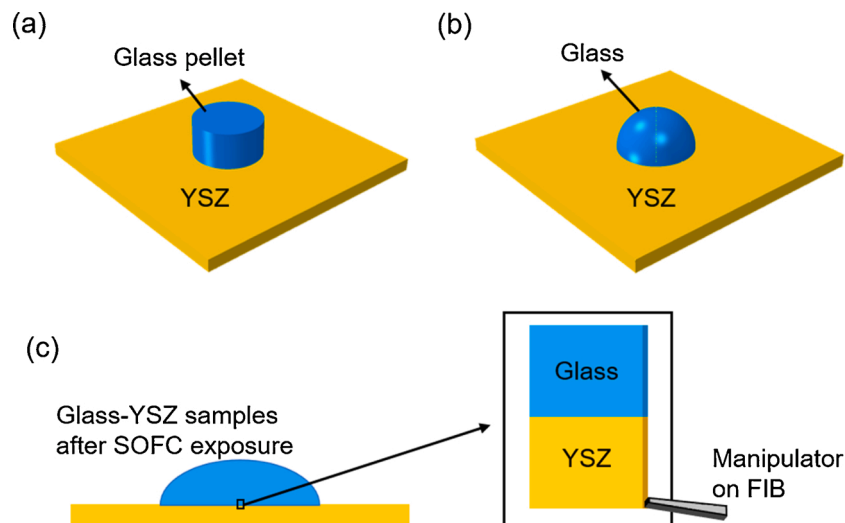 (a)
Glass pellet
YSZ
(b)
Glass
YSZ
(c)
Glass-YSZ samples
after SOFC exposure
Glass
YSZ
Manipulator
on FIB